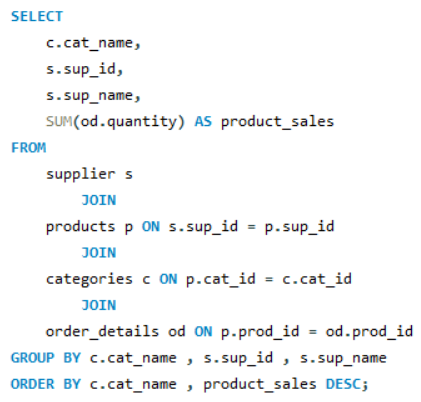 SELECT
c.cat_name,
s.sup_id,
s.sup_name,
SUM(od.quantity) AS product_sales
FROM
supplier s
JOIN
products p ON s.sup_id = p.sup_id
JOIN
categories c ON p.cat_id = c.cat_id
JOIN
order_details od ON p.prod_id = od.prod_id
GROUP BY c.cat_name , s.sup_id , s.sup_name
ORDER BY c.cat_name , product_sales DESC;